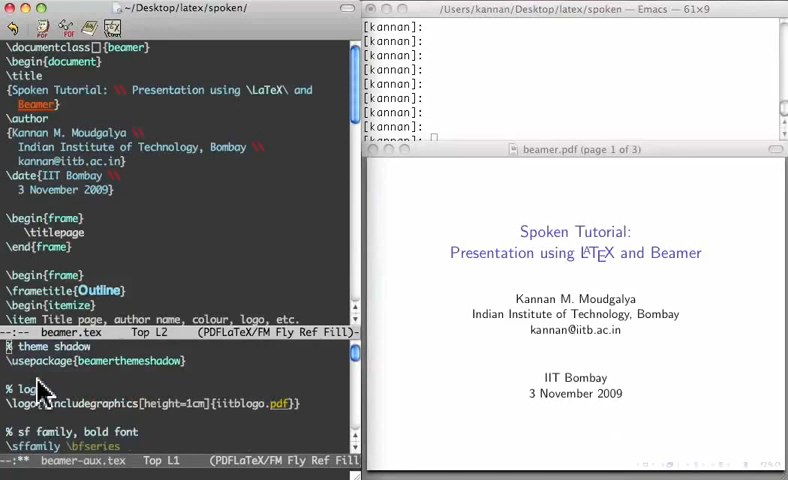 ~/Desktop/latex/spoken/
\documentclass[]{beamer}
\begin{document}
\title
{Spoken Tutorial: \\ Presentation using \LaTeX\ and
Beamer}
\author
{Kannan M. Moudgalya \\
Indian Institute of Technology, Bombay \\
kannan@iitb.ac.in}
\date{IIT Bombay \\
3 November 2009}
\begin{frame}
\titlepage
\end{frame}
\begin{frame}
\frametitle{Outline}
\begin{itemize}
\item Title page, author name, colour, logo, etc.
-:--- beamer.tex Top L2 (PDFLaTeX/FM Fly Ref Fill)-
% theme shadow
\usepackage{beamerthemeshadow}
% log
\logo{\includegraphics[height=1cm]{iitblogo.pdf}}
% sf family, bold font
\sffamily \bfseries
-:** beamer-aux.tex Top L1 (PDFLaTeX/FM Fly Ref Fill
/Users/kannan/Desktop/latex/spoken — Emacs — 61×9
[kannan]:
[kannan]:
[kannan]:
[kannan]:
[kannan]:
[kannan]:
[kannan]:
[kannan]:
[kannan]:
beamer.pdf (page 1 of 3)
Spoken Tutorial:
Presentation using LATEX and Beamer
Kannan M. Moudgalya
Indian Institute of Technology, Bombay
kannan@iitb.ac.in
IIT Bombay
3 November 2009